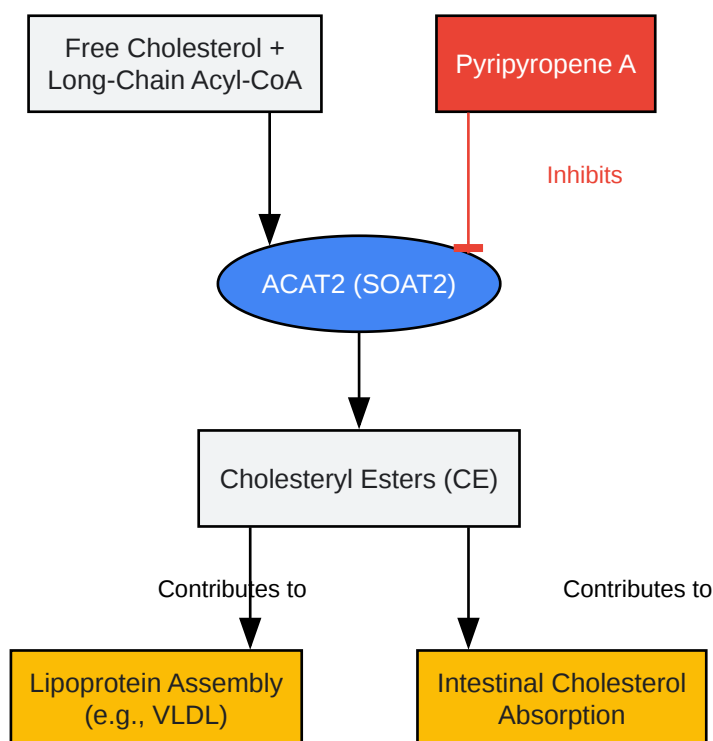 Free Cholesterol +
Long-Chain Acyl-CoA
Pyripyropene A
Inhibits
ACAT2 (SOAT2)
Cholesteryl Esters (CE)
Contributes to
Contributes to
Lipoprotein Assembly
(e.g., VLDL)
Intestinal Cholesterol
Absorption